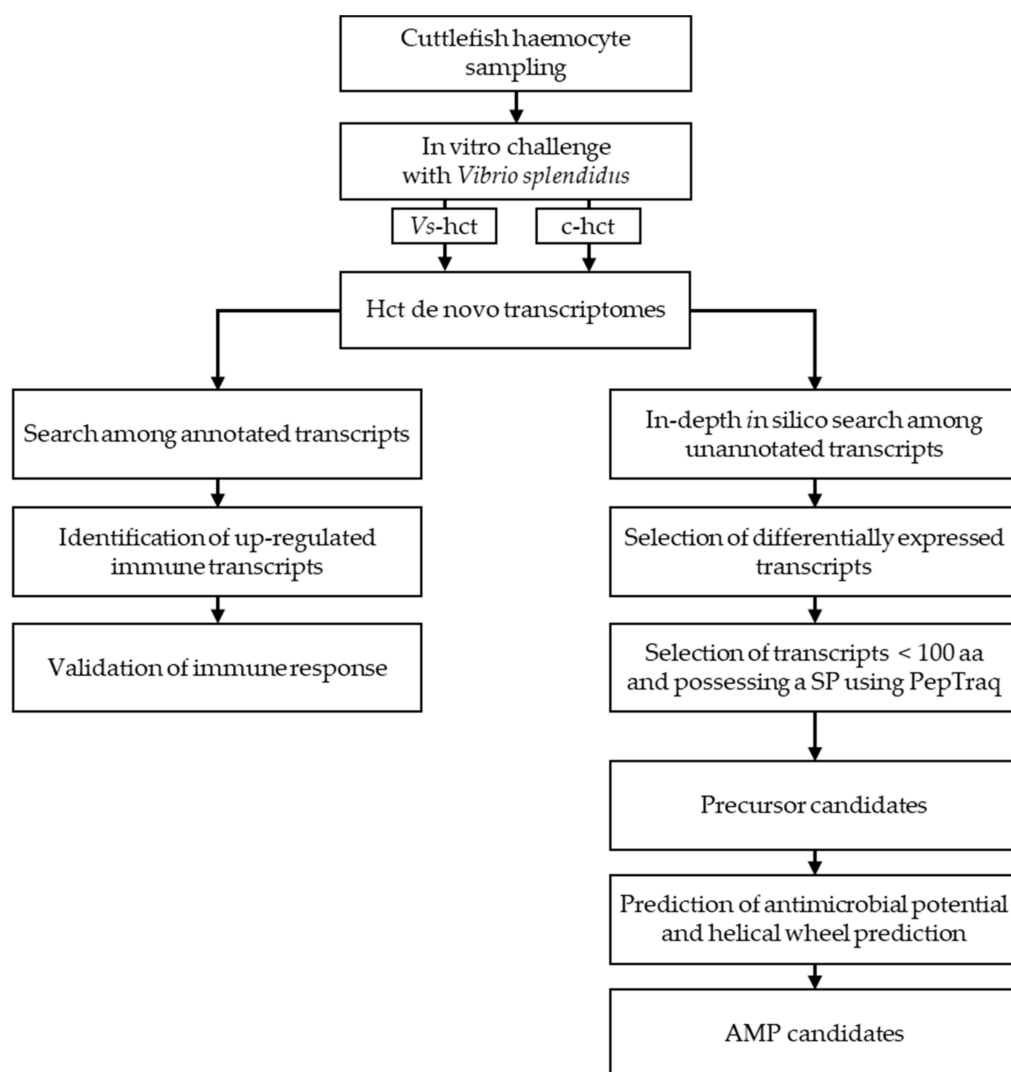 Cuttlefish haemocyte
sampling
In vitro challenge
with Vibrio splendidus
Vs-hct
c-hct
Hct de novo transcriptomes
Search among annotated transcripts
Identification of up-regulated
immune transcripts
Validation of immune response
In-depth in silico search among
unannotated transcripts
Selection of differentially expressed
transcripts
Selection of transcripts < 100 aa
and possessing a SP using PepTraq
Precursor candidates
Prediction of antimicrobial potential
and helical wheel prediction
AMP candidates